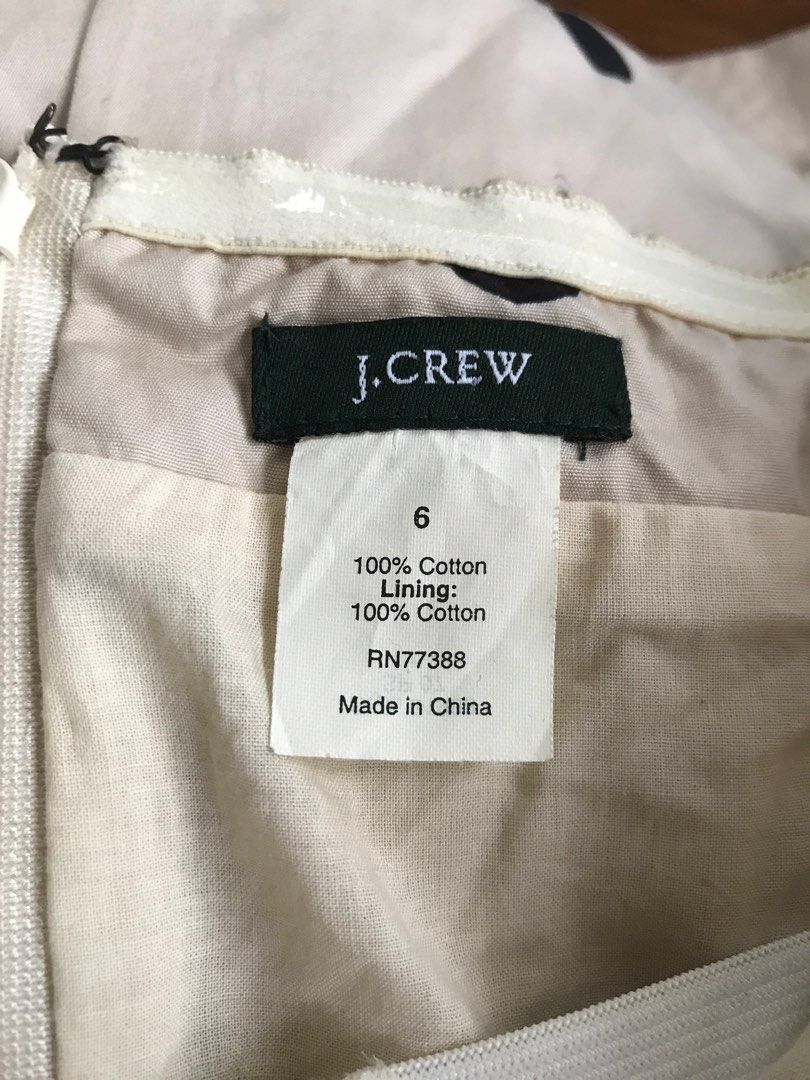 J.CREW
6
100% Cotton
Lining:
100% Cotton
RN77388
Made in China